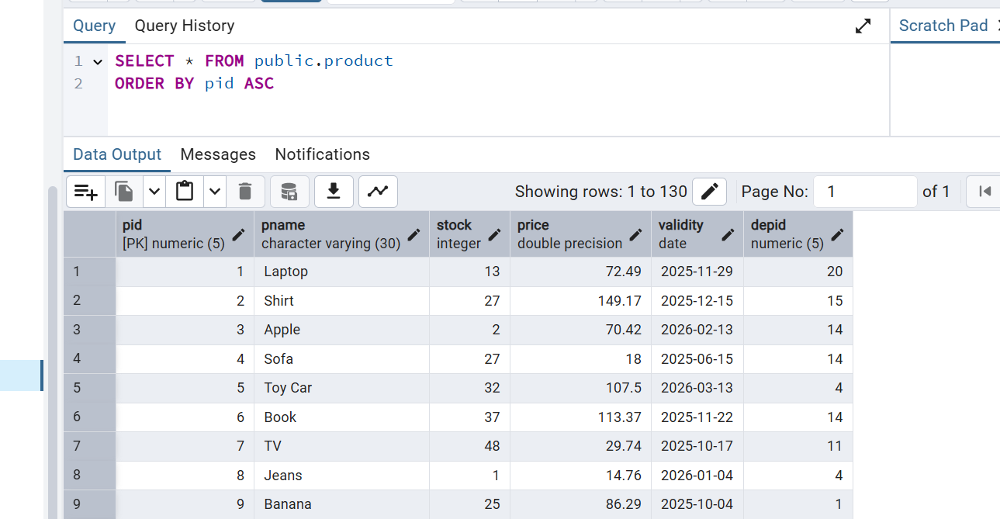 Query Query History Scratch Pad
1 SELECT * FROM public.product
2 ORDER BY pid ASC
Data Output Messages Notifications
Showing rows: 1 to 130 Page No: 1 of 1
pid pname stock price validity depid
[PK] numeric (5) character varying (30) integer double precision date numeric (5)
1 1 Laptop 13 72.49 2025-11-29 20
2 2 Shirt 27 149.17 2025-12-15 15
3 3 Apple 2 70.42 2026-02-13 14
4 4 Sofa 27 18 2025-06-15 14
5 5 Toy Car 32 107.5 2026-03-13 4
6 6 Book 37 113.37 2025-11-22 14
7 7 TV 48 29.74 2025-10-17 11
8 8 Jeans 1 14.76 2026-01-04 4
9 9 Banana 25 86.29 2025-10-04 1